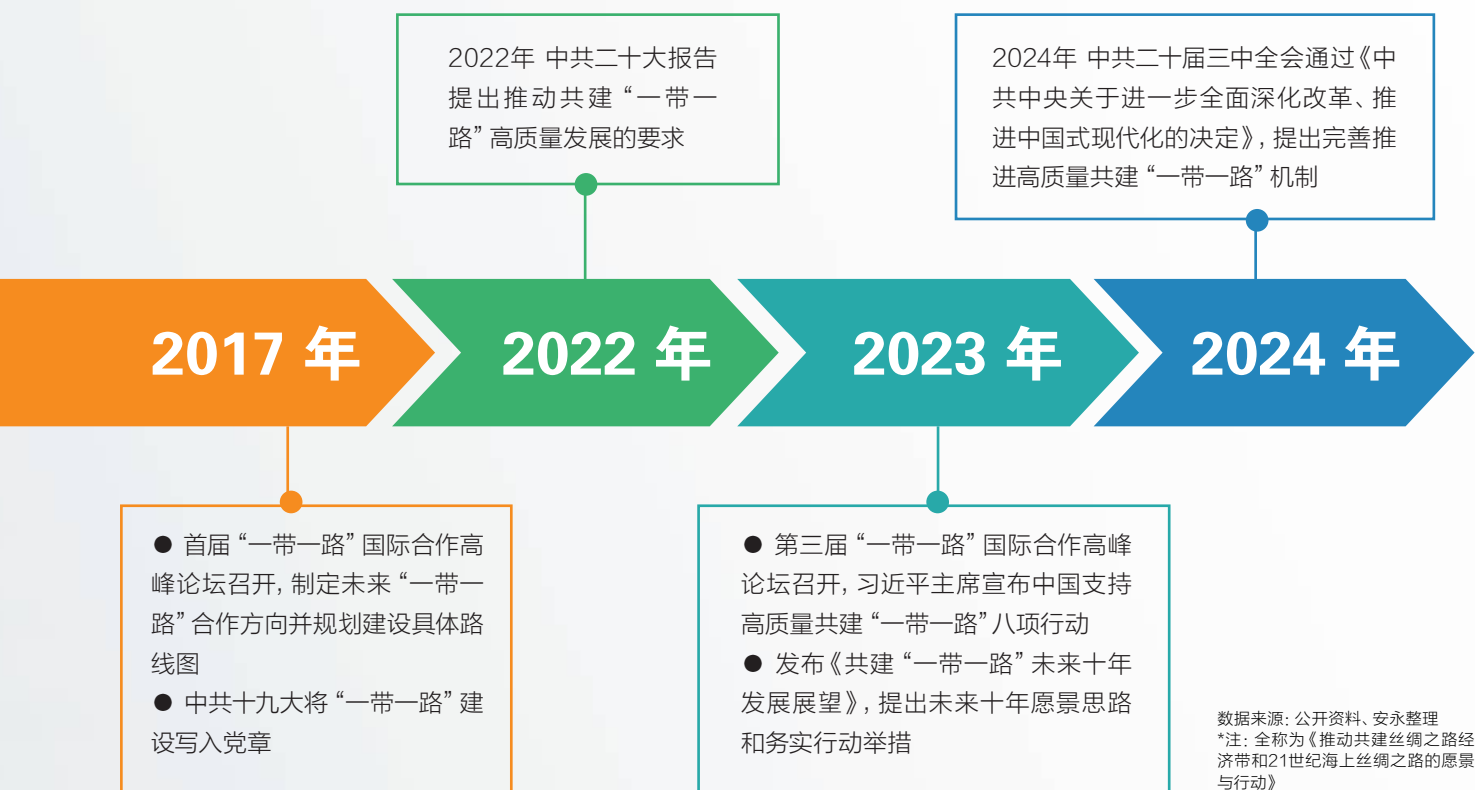 2022年 中共二十大报告
提出推动共建“一带一
路”高质量发展的要求
2024年 中共二十届三中全会通过《中
共中央关于进一步全面深化改革、推
进中国式现代化的决定》，提出完善推
进高质量共建“一带一路”机制
2017 年
2022 年
2023 年
2024 年
● 首届“一带一路”国际合作高
峰论坛召开，制定未来“一带一
路”合作方向并规划建设具体路
线图
● 中共十九大将“一带一路”建
设写入党章
● 第三届“一带一路”国际合作高峰
论坛召开，习近平主席宣布中国支持
高质量共建“一带一路”八项行动
● 发布《共建“一带一路”未来十年
发展展望》，提出未来十年愿景思路
和务实行动举措
数据来源：公开资料、安永整理
*注：全称为《推动共建丝绸之路经
济带和21世纪海上丝绸之路的愿景
与行动》